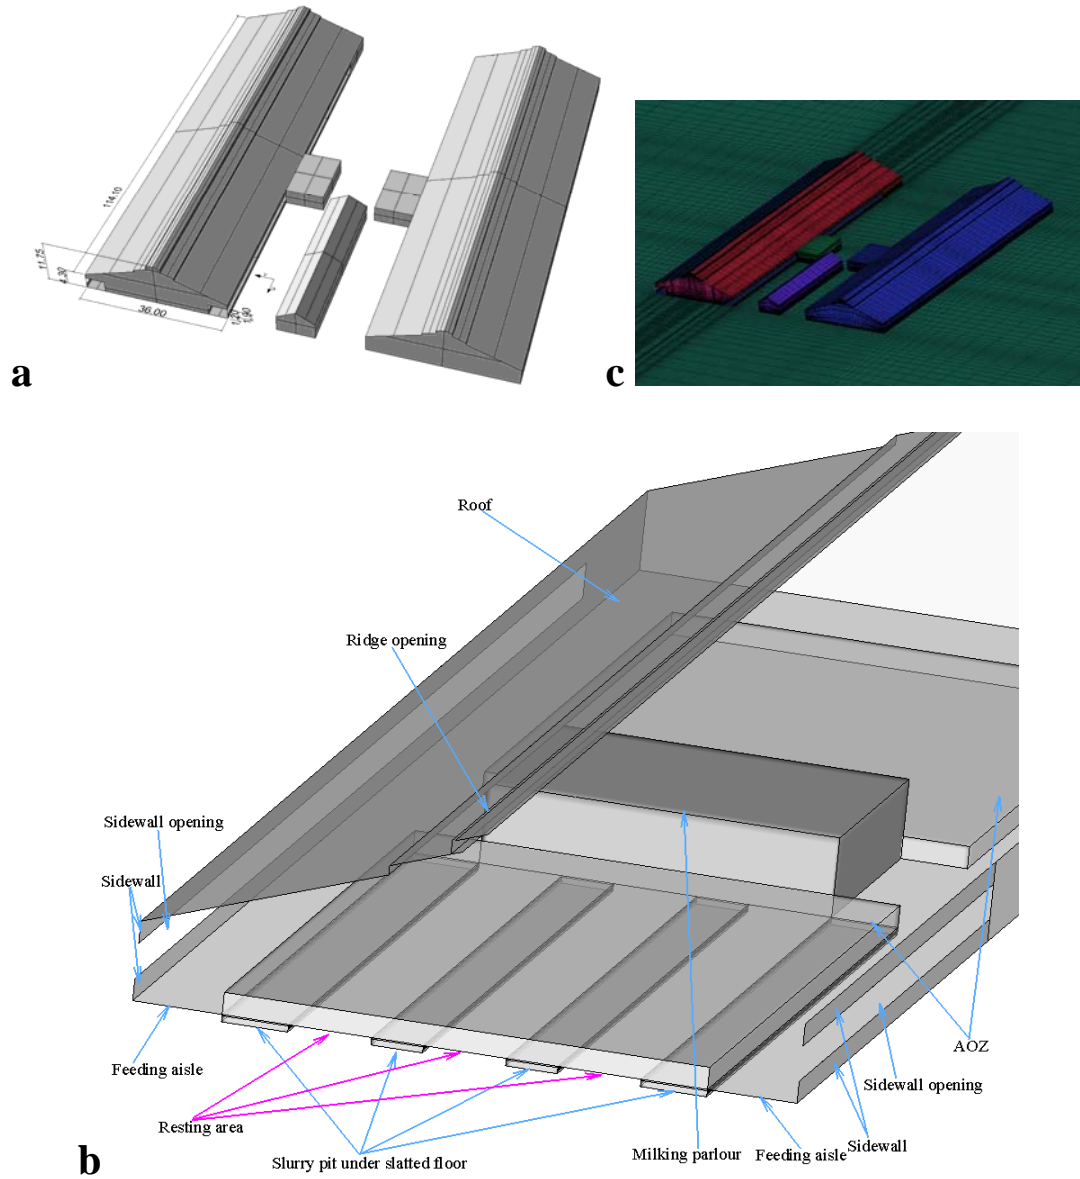 114,10
11,75
4,30
36,00
1,20
1,90
a
c
Roof
Ridge opening
Sidewall opening
Sidewall
Feeding aisle
Resting area
Slurry pit under slatted floor
Milking parlour
Feeding aisle
Sidewall
Sidewall opening
AOZ
b